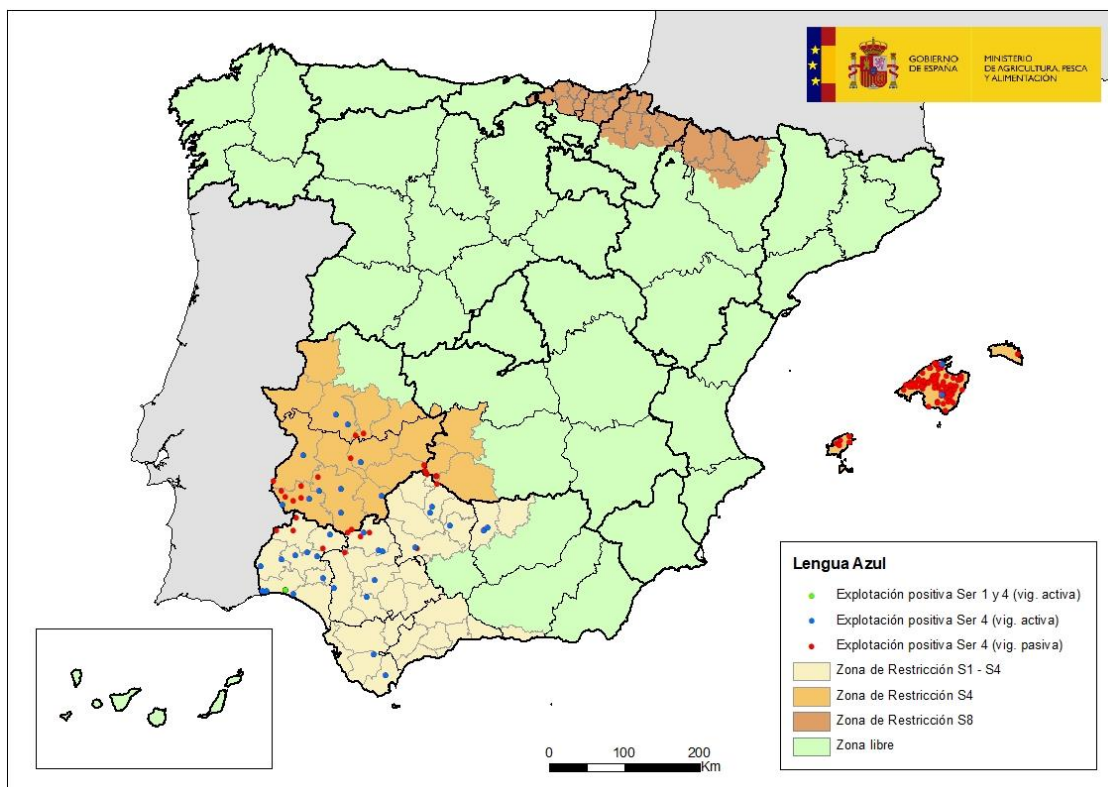 GOBIERNO
DE ESPAÑA
MINISTERIO
DE AGRICULTURA, PESCA
Y ALIMENTACIÓN
Lengua Azul
Explotación positiva Ser 1 y 4 (vig. activa)
Explotación positiva Ser 4 (vig. activa)
Explotación positiva Ser 4 (vig. pasiva)
Zona de Restricción S1 - S4
Zona de Restricción S4
Zona de Restricción S8
Zona libre
0 100 200
Km